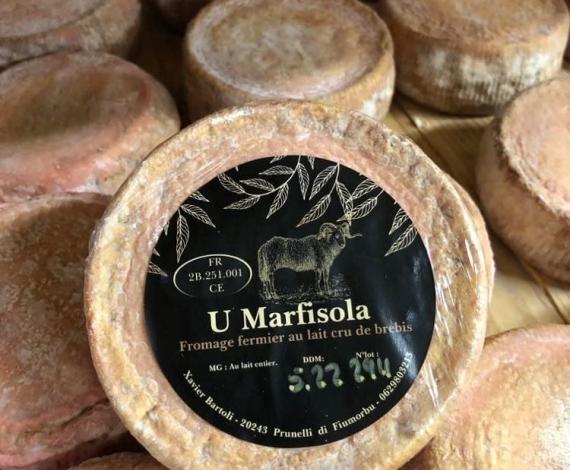 FR
2B.251.001
CE
U Marfisola
Fromage fermier au lait cru de brebis
MG : Au lait entier.
DDM:
N°lot :
5.22 294
Xavier Bartoli - 20243 Prunelli di Fiumorbu - 0629803213